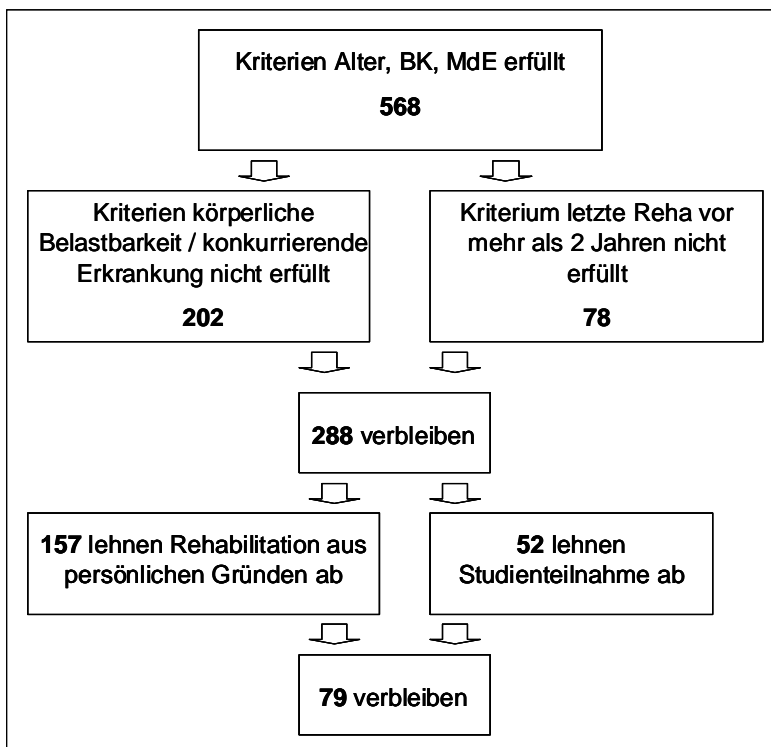 Kriterien Alter, BK, MdE erfüllt
568
Kriterien körperliche
Belastbarkeit / konkurrierende
Erkrankung nicht erfüllt
202
Kriterium letzte Reha vor
mehr als 2 Jahren nicht
erfüllt
78
288 verbleiben
157 lehnen Rehabilitation aus
persönlichen Gründen ab
52 lehnen
Studienteilnahme ab
79 verbleiben